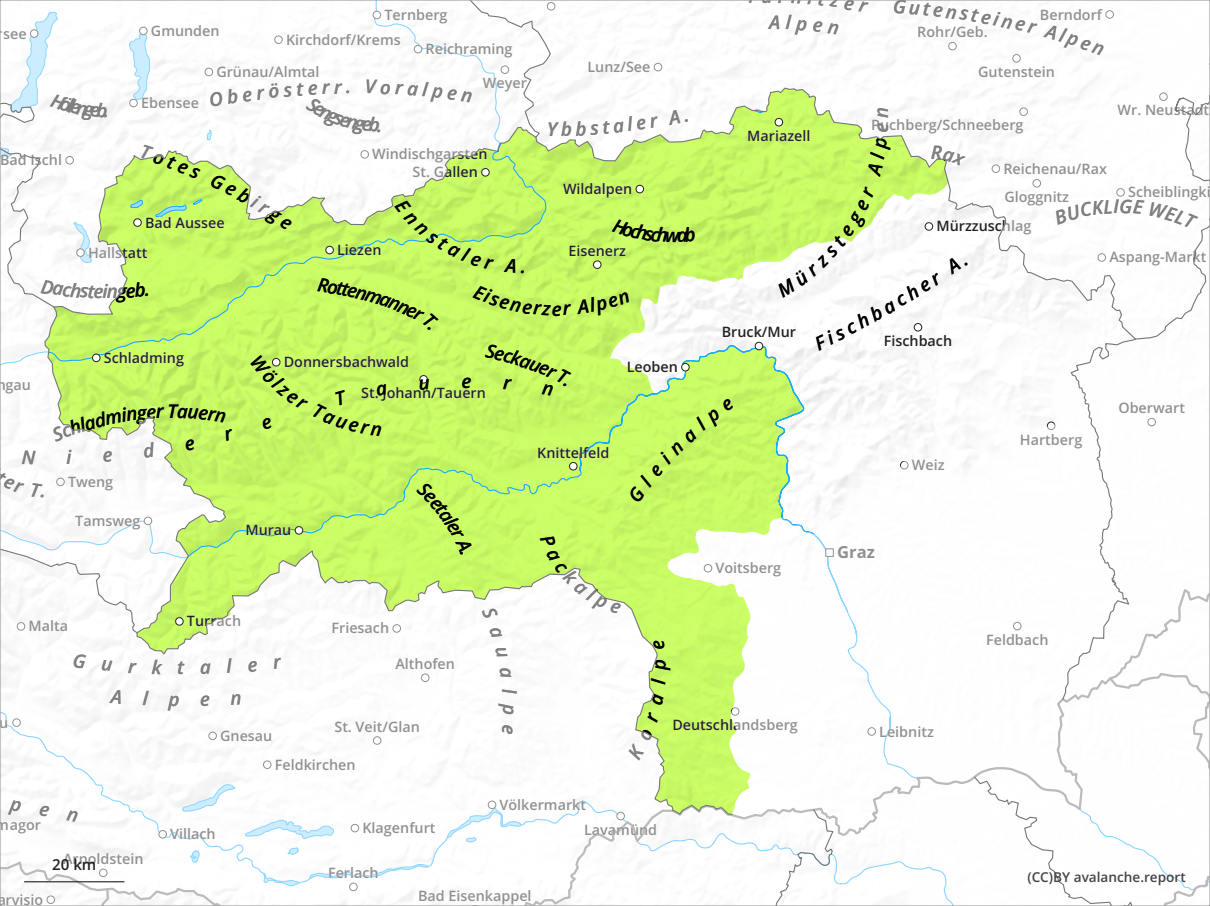 Ternberg
Gutensteiner Alpen
Berndorf
Alpen
Gmunden
Kirchdorf/Krems
Reichraming
Rohr/Geb.
Lunz/See
Grünau/Almtal
Weyer
Gutenstein
Oberösterr. Voralpen
Höllengeb.
Ebensee
Sengsengeb.
Wr. Neustadt
Ybbstaler A.
Mariazell
Puchberg/Schneeberg
Bad Ischl
Totes Gebirge
Windischgarsten
St. Gallen
Rax
Reichenau/Rax
Gloggnitz
Wildalpen
BUCKLIGE WELT
Bad Aussee
Ennstaler A.
Hochschwab
Mürzsteger Alpen
Mürzzuschlag
Hallstatt
Liezen
Eisenerz
Aspang-Markt
Dachsteingeb.
Rottenmanner T.
Eisenerzer Alpen
Fischbacher A.
Bruck/Mur
Fischbach
Schladming
Donnersbachwald
Seckauer T.
Leoben
St. Johann/Tauern
Wölzer Tauern
Niedere Tauern
Schladminger Tauern
Gleinalpe
Oberwart
Hartberg
Knittelfeld
Weiz
Tweng
ter T.
Seetaler A.
Tamsweg
Murau
Packalpe
Graz
Voitsberg
Turrach
Malta
Friesach
Feldbach
Gurktaler
Alpen
Althofen
Saualpe
Koralpe
St. Veit/Glan
Deutschlandsberg
Leibnitz
Gnesau
Feldkirchen
Völkermarkt
Villach
Klagenfurt
Lavamünd
Arnoldstein
20 km
Ferlach
Bad Eisenkappel
(CC)BY avalanche.report